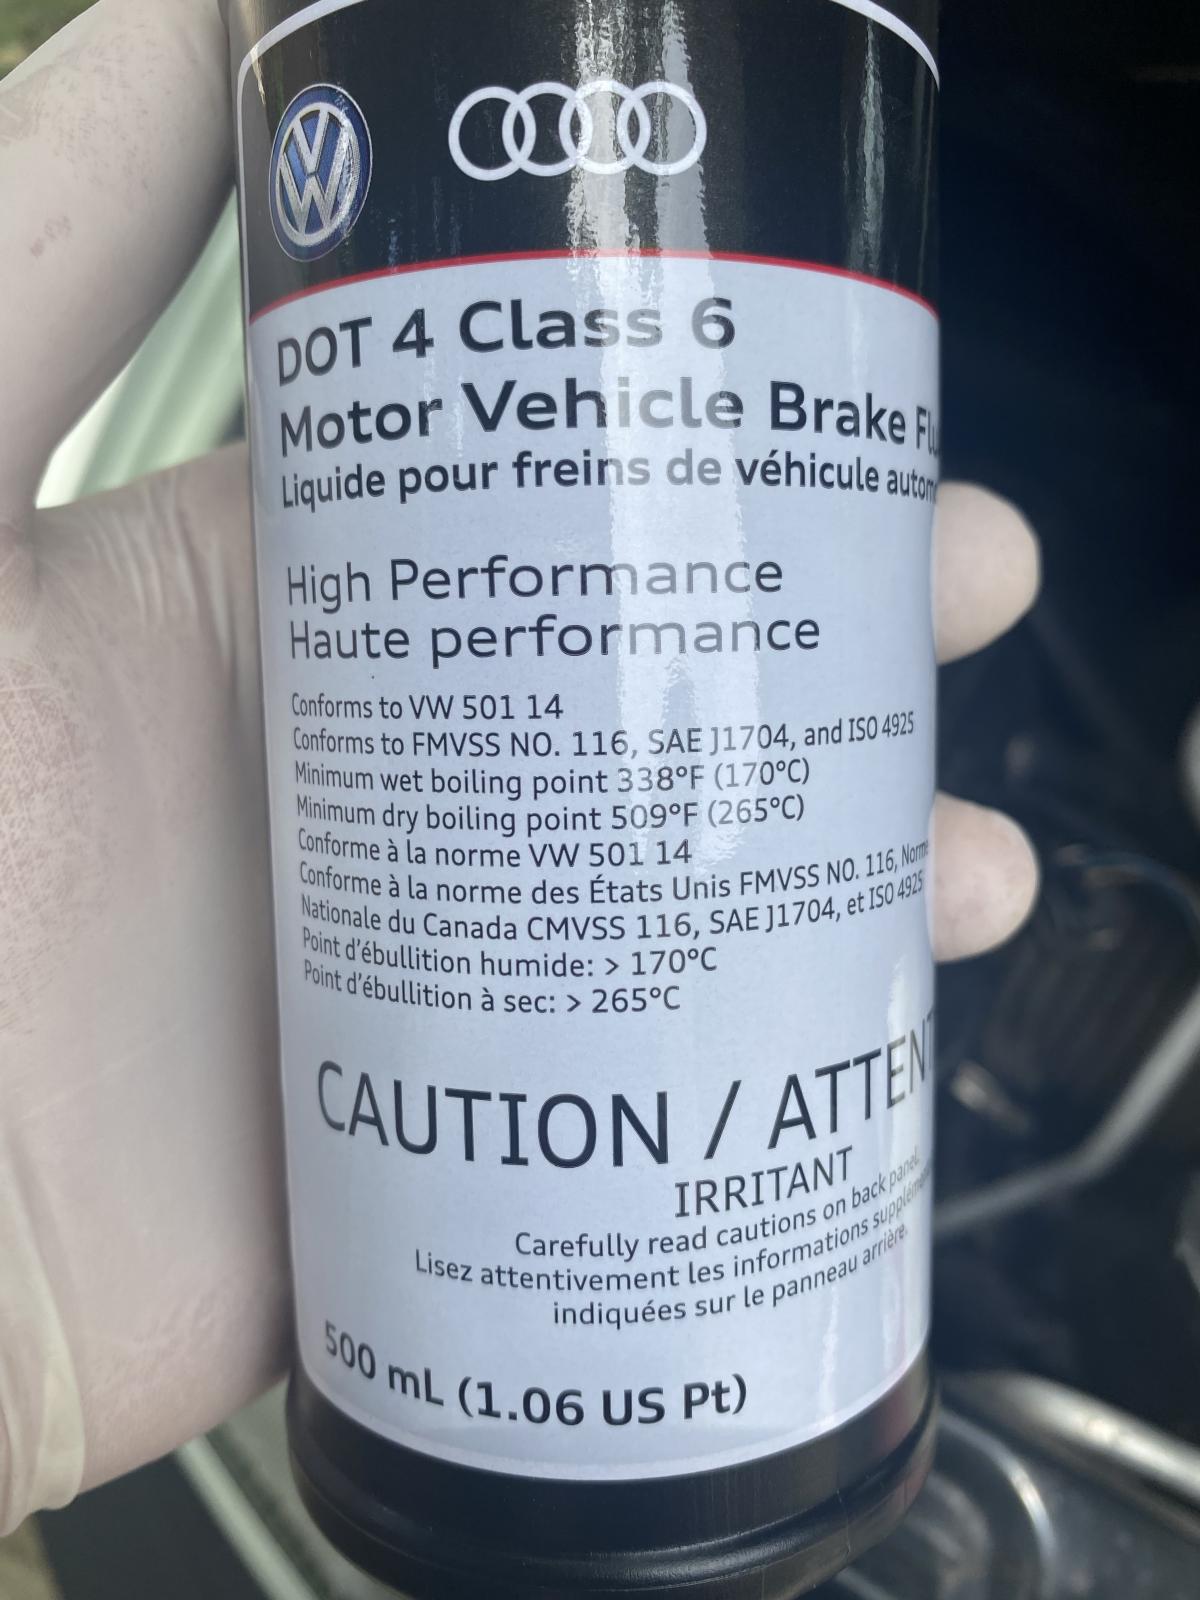 DOT 4 Class 6
Motor Vehicle Brake
Liquide pour freins de véhicule
High Performance
Haute performance
Conforms to VW 501 14
Conforms to FMVSS NO. 116, SAE J1704, and ISO 4925
Minimum wet boiling point 338°F (170°C)
Minimum dry boiling point 509°F (265°C)
Conforme à la norme VW 501 14
Conforme à la norme des États Unis FMVSS NO. 116, Norme
Nationale du Canada CMVSS 116, SAE J1704, et ISO 4925
Point d'ébullition humide: > 170°C
Point d'ébullition à sec: > 265°C
CAUTION /
IRRITANT
Carefully read cautions on back panel.
Lisez attentivement les informations
indiquées sur le panneau arrière.
500 mL (1.06 US Pt)